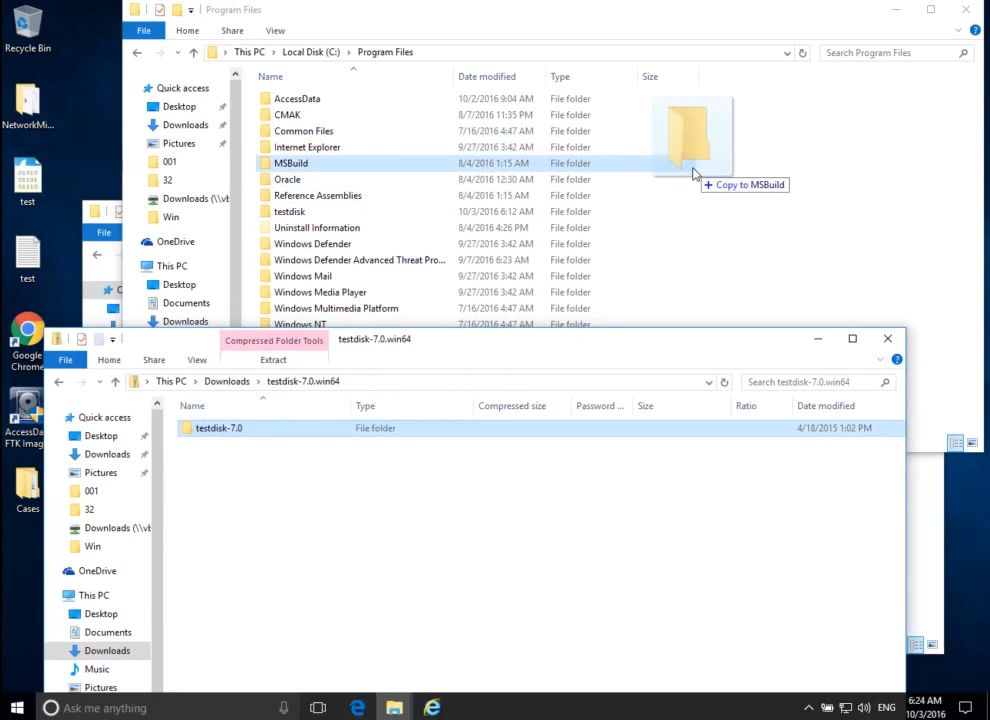 Recycle Bin
NetworkMi...
test
test
Google
Chrome
AccessDa
FTK Imag
Cases
Program Files
File Home Share View
This PC Local Disk (C:) Program Files
Search Program Files
Name Date modified Type Size
Quick access
Desktop
Downloads
Pictures
001
32
Downloads (\\vb
Win
OneDrive
This PC
Desktop
Documents
Downloads
AccessData 10/2/2016 9:04 AM File folder
CMAK 8/7/2016 11:35 PM File folder
Common Files 7/16/2016 4:47 AM File folder
Internet Explorer 9/27/2016 3:42 AM File folder
MSBuild 8/4/2016 1:15 AM File folder
Oracle 8/4/2016 12:30 AM File folder
Reference Assemblies 8/4/2016 1:15 AM File folder
testdisk 10/3/2016 6:12 AM File folder
Uninstall Information 8/4/2016 4:26 PM File folder
Windows Defender 9/27/2016 3:42 AM File folder
Windows Defender Advanced Threat Pro... 9/7/2016 6:23 AM File folder
Windows Mail 9/27/2016 3:42 AM File folder
Windows Media Player 9/27/2016 3:42 AM File folder
Windows Multimedia Platform 7/16/2016 4:47 AM File folder
Windows NT 7/16/2016 4:47 AM File folder
+ Copy to MSBuild
File
Compressed Folder Tools testdisk-7.0.win64
File Home Share View Extract
This PC Downloads testdisk-7.0.win64
Search testdisk-7.0.win64
Name Type Compressed size Password ... Size Ratio Date modified
testdisk-7.0 File folder 4/18/2015 1:02 PM
Quick access
Desktop
Downloads
Pictures
001
32
Downloads (\\vb
Win
OneDrive
This PC
Desktop
Documents
Downloads
Music
Pictures
Ask me anything
ENG
6:24 AM
10/3/2016